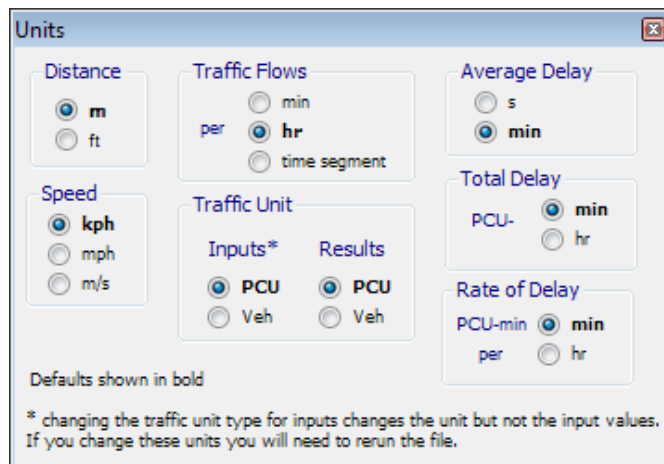 Units
Distance
m
ft
Speed
kph
mph
m/s
Traffic Flows
per
min
hr
time segment
Traffic Unit
Inputs* Results
PCU PCU
Veh Veh
Average Delay
s
min
Total Delay
PCU-
min
hr
Rate of Delay
PCU-min min
per hr
Defaults shown in bold
* changing the traffic unit type for inputs changes the unit but not the input values.
If you change these units you will need to rerun the file.